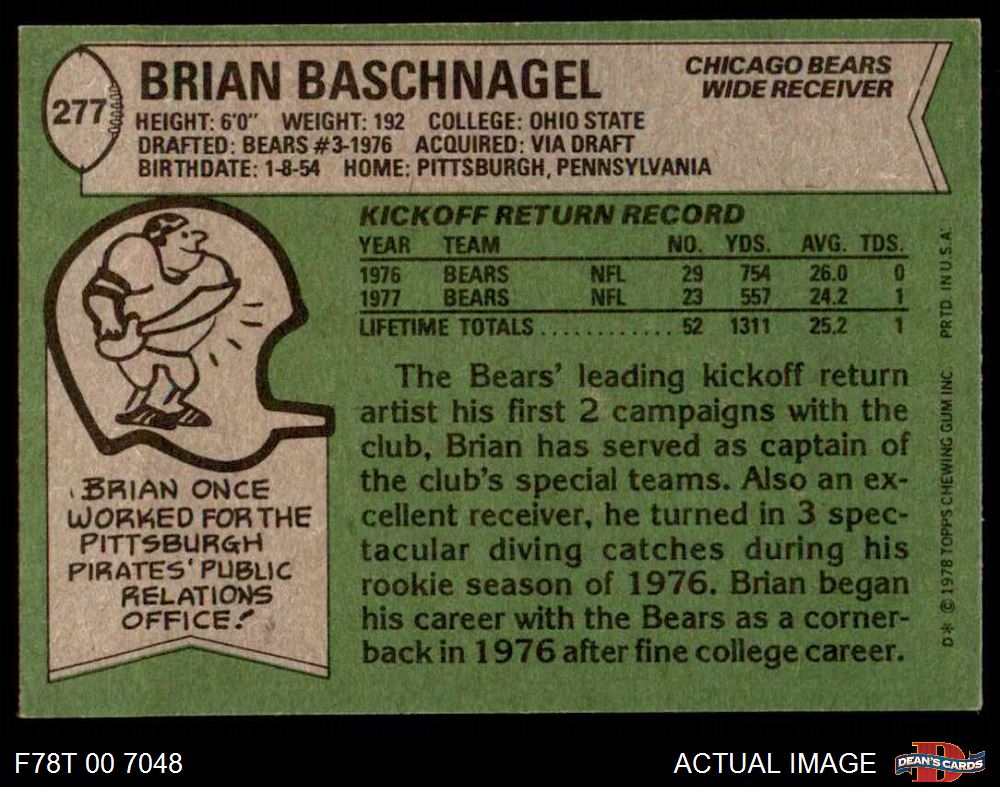 277
BRIAN BASCHNAGEL
CHICAGO BEARS
WIDE RECEIVER
HEIGHT: 6'0" WEIGHT: 192 COLLEGE: OHIO STATE
DRAFTED: BEARS #3-1976 ACQUIRED: VIA DRAFT
BIRTHDATE: 1-8-54 HOME: PITTSBURGH, PENNSYLVANIA
KICKOFF RETURN RECORD
YEAR TEAM NO. YDS. AVG. TDS.
1976 BEARS NFL 29 754 26.0 0
1977 BEARS NFL 23 557 24.2 1
LIFETIME TOTALS............ 52 1311 25.2 1
The Bears' leading kickoff return
artist his first 2 campaigns with the
club, Brian has served as captain of
the club's special teams. Also an ex-
cellent receiver, he turned in 3 spec-
tacular diving catches during his
rookie season of 1976. Brian began
his career with the Bears as a corner-
back in 1976 after fine college career.
BRIAN ONCE
WORKED FOR THE
PITTSBURGH
PIRATES' PUBLIC
RELATIONS
OFFICE!
D* © 1978 TOPPS CHEWING GUM INC. PRTD. IN U.S.A.
F78T 00 7048
ACTUAL IMAGE
DEAN'S CARDS